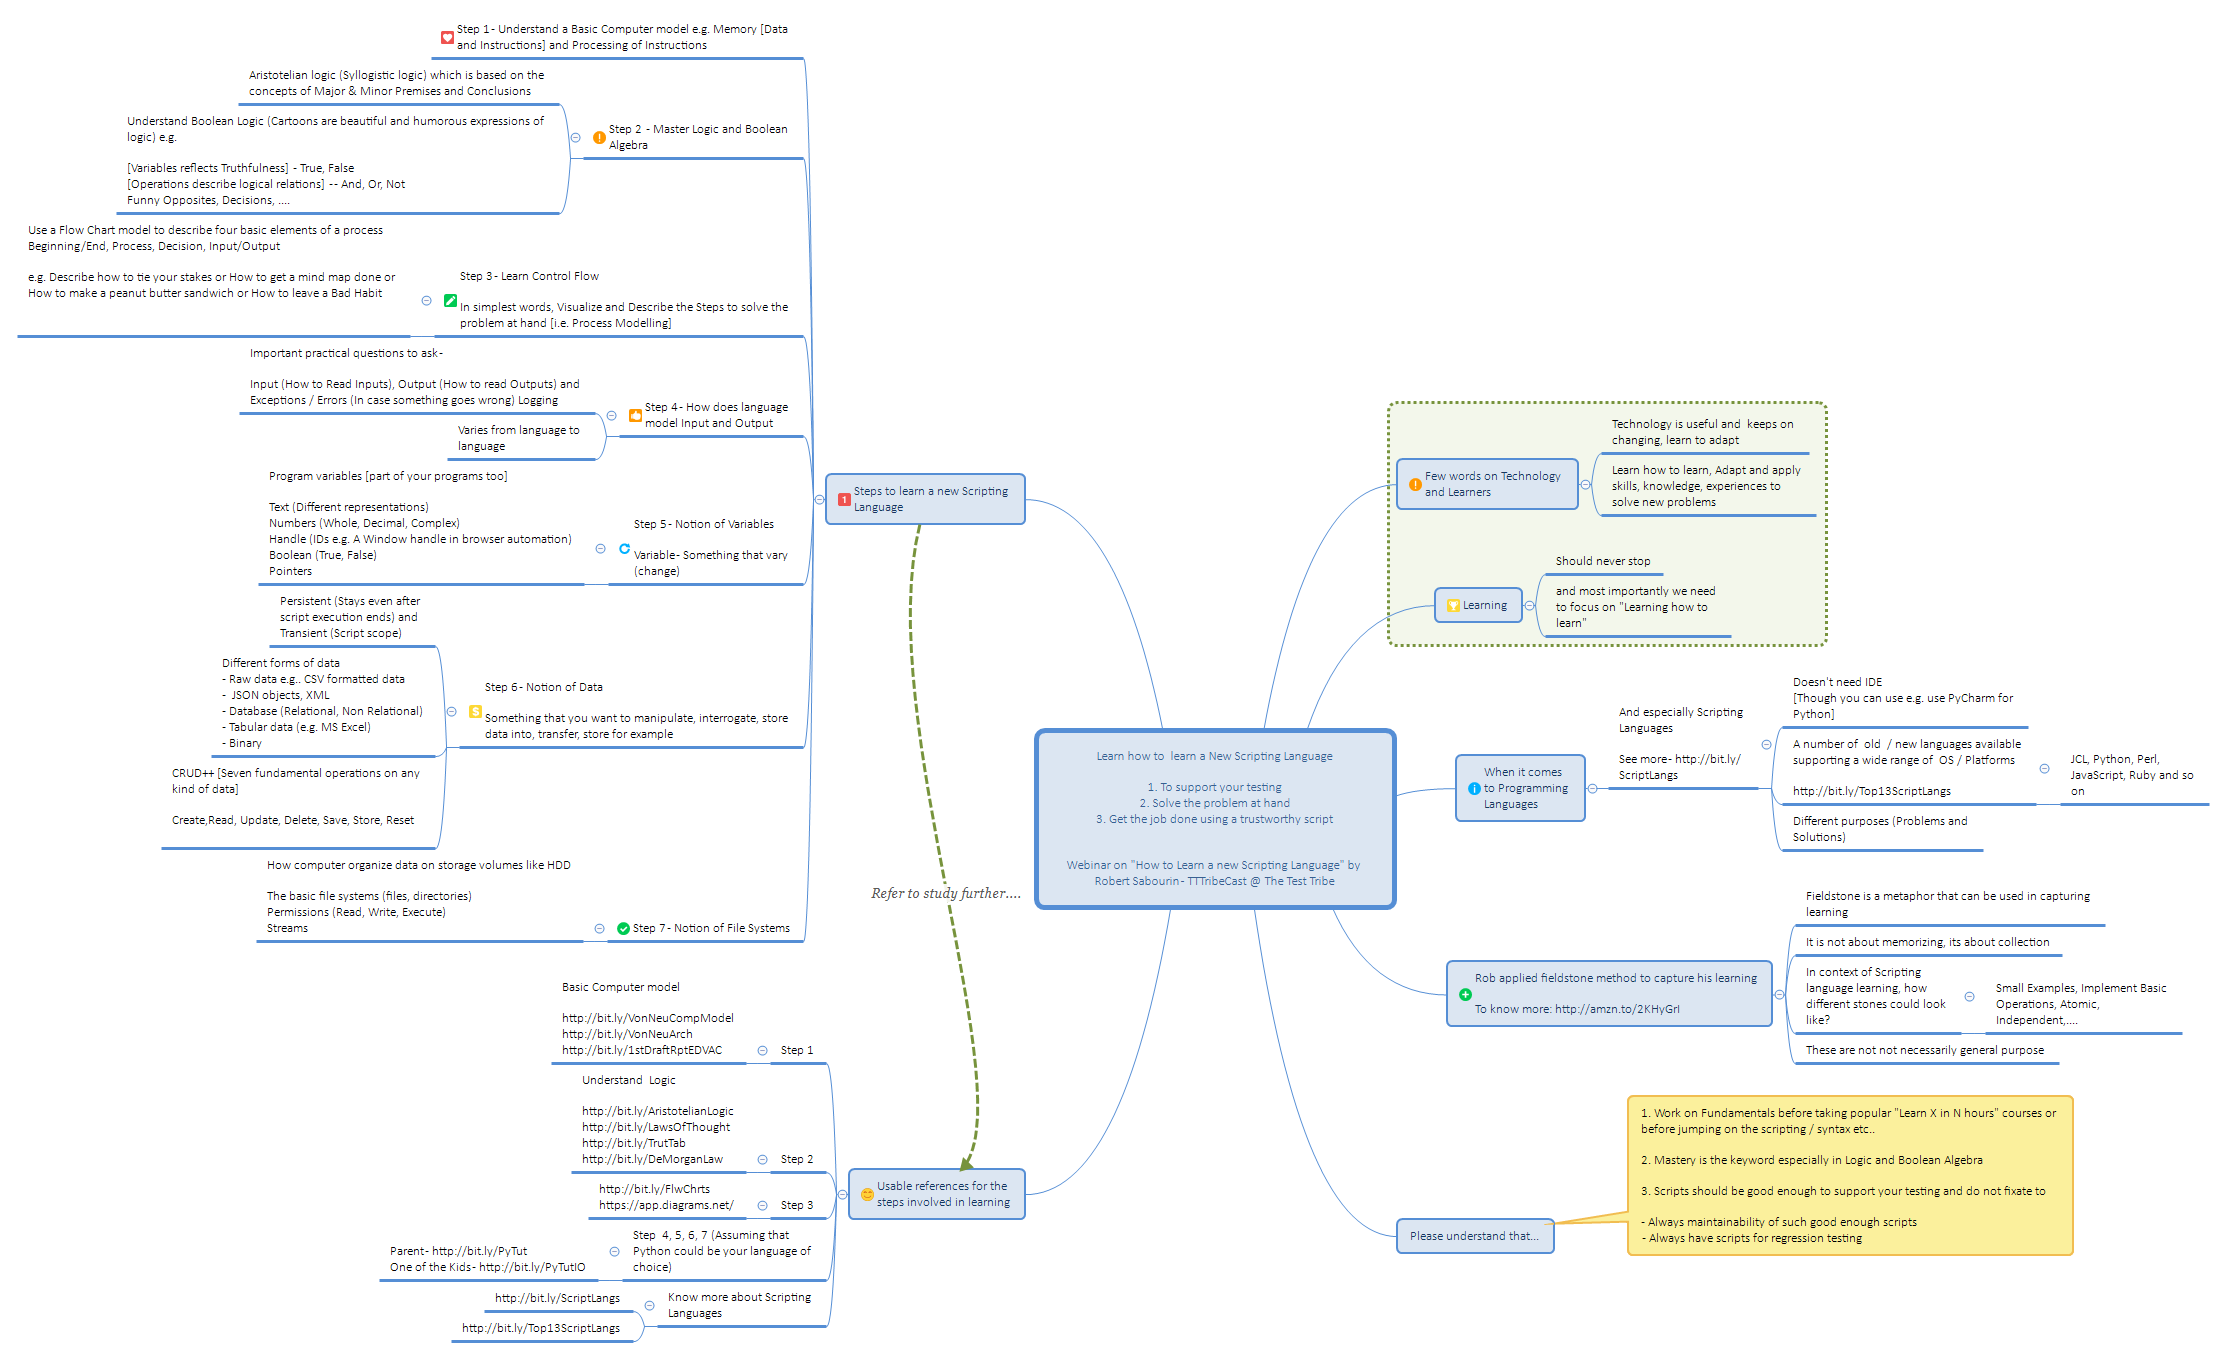 Learn how to  learn a New Scripting Language
1. To support your testing
2. Solve the problem at hand
3. Get the job done using a trustworthy script
Webinar on "How to Learn a new Scripting Language" by
Robert Sabourin- TTTribeCast @ The Test Tribe
Steps to learn a new Scripting
Language
Step 1- Understand a Basic Computer model e.g. Memory [Data
and Instructions] and Processing of Instructions
Step 2 - Master Logic and Boolean
Algebra
Aristotelian logic (Syllogistic logic) which is based on the
concepts of Major & Minor Premises and Conclusions
Understand Boolean Logic (Cartoons are beautiful and humorous expressions of
logic) e.g.
[Variables reflects Truthfulness] - True, False
[Operations describe logical relations] -- And, Or, Not
Funny Opposites, Decisions, ....
Step 3- Learn Control Flow
In simplest words, Visualize and Describe the Steps to solve the
problem at hand [i.e. Process Modelling]
Use a Flow Chart model to describe four basic elements of a process
Beginning/End, Process, Decision, Input/Output
e.g. Describe how to tie your stakes or How to get a mind map done or
How to make a peanut butter sandwich or How to leave a Bad Habit
Step 4- How does language
model Input and Output
Important practical questions to ask-
Input (How to Read Inputs), Output (How to read Outputs) and
Exceptions / Errors (In case something goes wrong) Logging
Varies from language to
language
Step 5- Notion of Variables
Variable- Something that vary
(change)
Program variables [part of your programs too]
Text (Different representations)
Numbers (Whole, Decimal, Complex)
Handle (IDs e.g. A Window handle in browser automation)
Boolean (True, False)
Pointers
Step 6- Notion of Data
Something that you want to manipulate, interrogate, store
data into, transfer, store for example
Persistent (Stays even after
script execution ends) and
Transient (Script scope)
Different forms of data
- Raw data e.g.. CSV formatted data
-  JSON objects, XML
- Database (Relational, Non Relational)
- Tabular data (e.g. MS Excel)
- Binary
CRUD++ [Seven fundamental operations on any
kind of data]
Create,Read, Update, Delete, Save, Store, Reset
Step 7- Notion of File Systems
How computer organize data on storage volumes like HDD
The basic file systems (files, directories)
Permissions (Read, Write, Execute)
Streams
Refer to study further....
Usable references for the
steps involved in learning
Step 1
Basic Computer model
http://bit.ly/VonNeuCompModel
http://bit.ly/VonNeuArch
http://bit.ly/1stDraftRptEDVAC
Step 2
Understand  Logic
http://bit.ly/AristotelianLogic
http://bit.ly/LawsOfThought
http://bit.ly/TrutTab
http://bit.ly/DeMorganLaw
Step 3
http://bit.ly/FlwChrts
https://app.diagrams.net/
Step  4, 5, 6, 7 (Assuming that
Python could be your language of
choice)
Parent- http://bit.ly/PyTut
One of the Kids- http://bit.ly/PyTutIO
Know more about Scripting
Languages
http://bit.ly/ScriptLangs
http://bit.ly/Top13ScriptLangs
Few words on Technology
and Learners
Technology is useful and  keeps on
changing, learn to adapt
Learn how to learn, Adapt and apply
skills, knowledge, experiences to
solve new problems
Learning
Should never stop
and most importantly we need
to focus on "Learning how to
learn"
When it comes
to Programming
Languages
And especially Scripting
Languages
See more- http://bit.ly/
ScriptLangs
Doesn't need IDE
[Though you can use e.g. use PyCharm for
Python]
A number of  old  / new languages available
supporting a wide range of  OS / Platforms
http://bit.ly/Top13ScriptLangs
JCL, Python, Perl,
JavaScript, Ruby and so
on
Different purposes (Problems and
Solutions)
Rob applied fieldstone method to capture his learning
To know more: http://amzn.to/2KHyGrI
Fieldstone is a metaphor that can be used in capturing
learning
It is not about memorizing, its about collection
In context of Scripting
language learning, how
different stones could look
like?
Small Examples, Implement Basic
Operations, Atomic,
Independent,....
These are not not necessarily general purpose
Please understand that...
1. Work on Fundamentals before taking popular "Learn X in N hours" courses or
before jumping on the scripting / syntax etc..
2. Mastery is the keyword especially in Logic and Boolean Algebra
3. Scripts should be good enough to support your testing and do not fixate to
- Always maintainability of such good enough scripts
- Always have scripts for regression testing